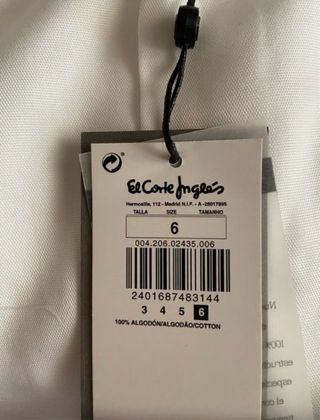 El Corte Inglés
Hermosilla, 112 - Madrid N.I.F. - A -28017895
TALLA SIZE TAMANHO
6
004.206.02435.006
2401687483144
3 4 5 6
100% ALGODÓN/ALGODÃO/COTTON